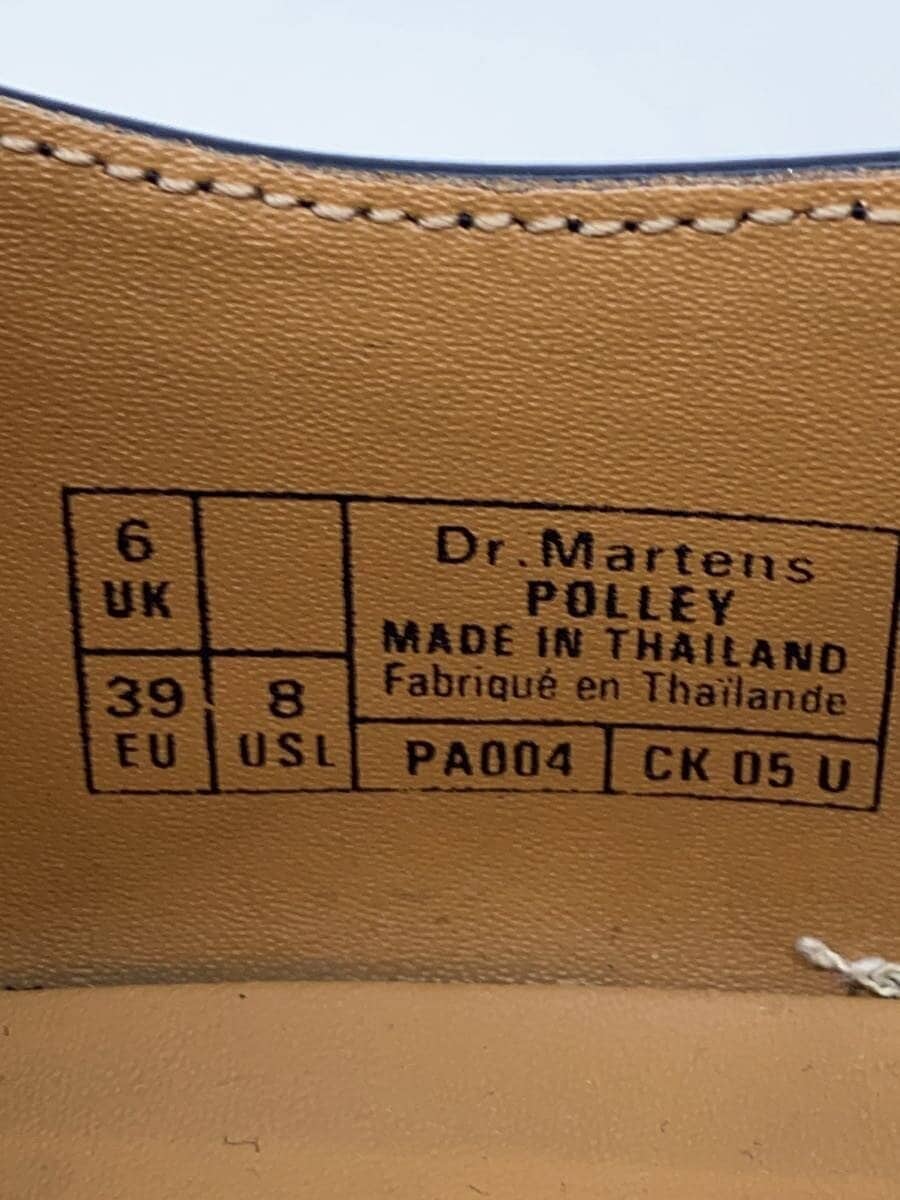 6
UK
39
EU
8
USL
Dr.Martens
POLLEY
MADE IN THAILAND
Fabriqué en Thaïlande
PA004
CK 05 U